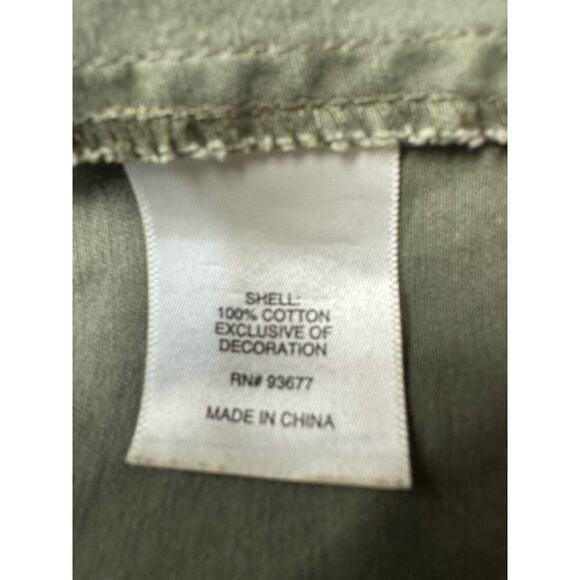 SHELL:
100% COTTON
EXCLUSIVE OF
DECORATION
RN# 93677
MADE IN CHINA